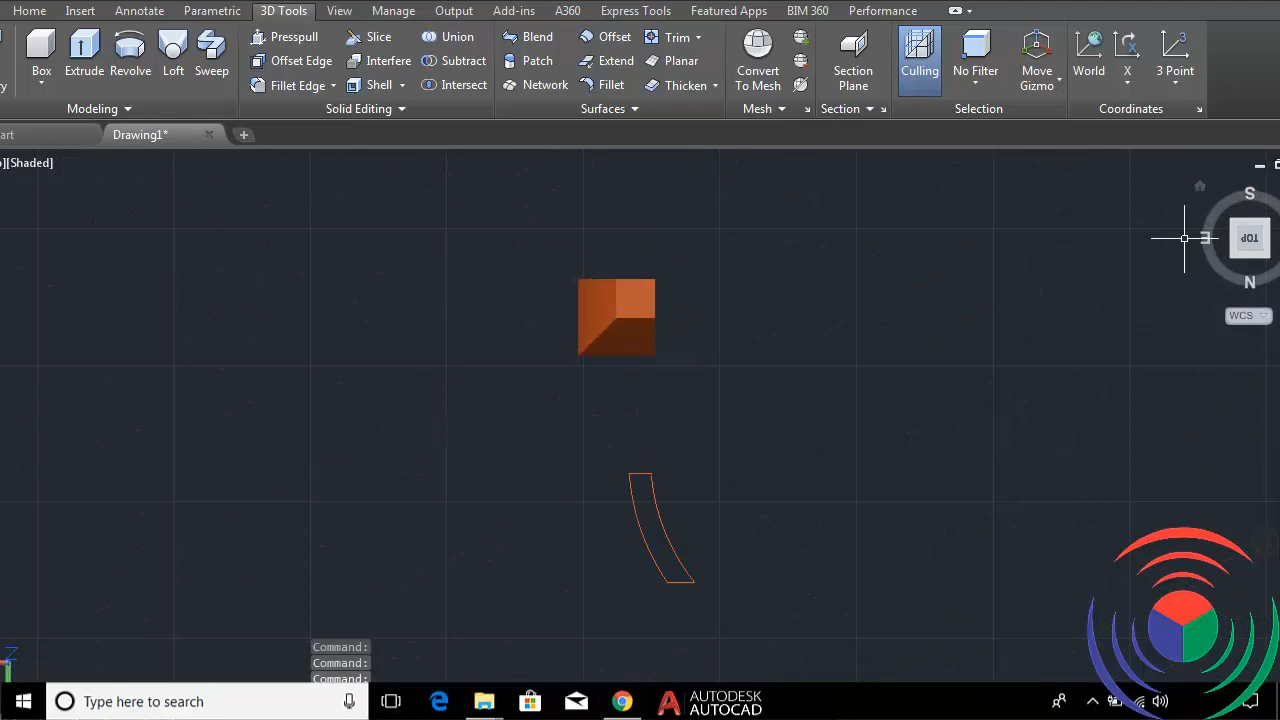 Home Insert Annotate Parametric 3D Tools View Manage Output Add-ins A360 Express Tools Featured Apps BIM 360 Performance
Presspull Slice Union Blend Offset Trim
Offset Edge Interfere Subtract Patch Extend Planar
Box Extrude Revolve Loft Sweep Convert To Mesh Section Plane Culling No Filter Move Gizmo World X 3 Point
Fillet Edge Shell Intersect Network Fillet Thicken
Modeling Solid Editing Surfaces Mesh Section Selection Coordinates
art Drawing1*
][Shaded]
S
E TOP
N
WCS
Command:
Command:
Command:
Z
Type here to search
AUTODESK
AUTOCAD